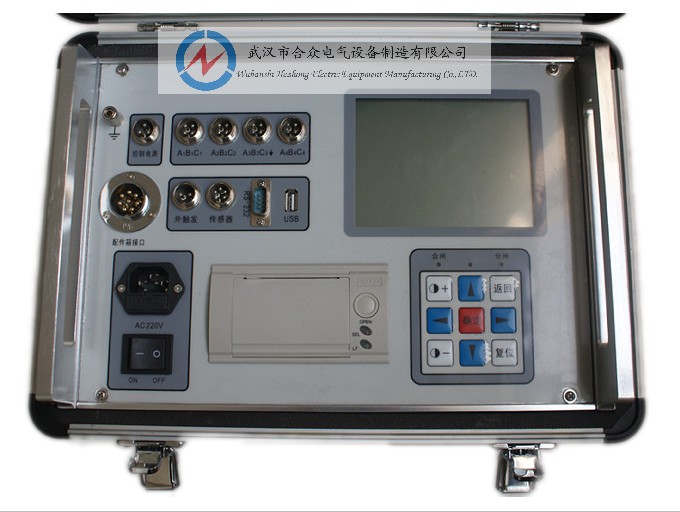 武汉市合众电气设备制造有限公司
Wuhanshi Hezhong Electric Equipment Manufacturing Co.,LTD.
控制电源
A1B1C1
A2B2C2
A3B3C3
A4B4C4
外触发
传感器
RS-232
USB
配件箱接口
AC220V
ON OFF
OPEN
SEL
LF
合闸
分闸
+
返回
确定
−
复位